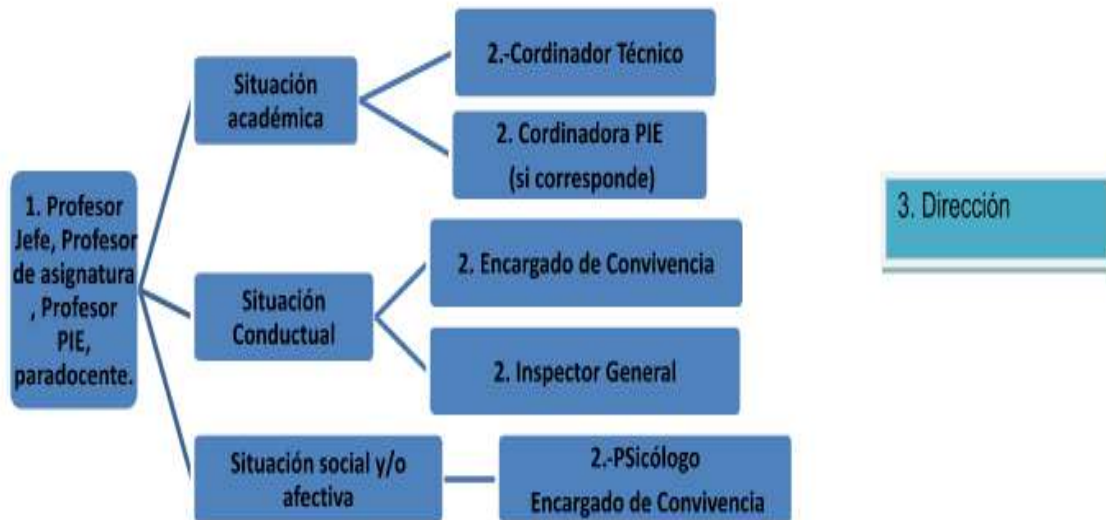 1. Profesor
Jefe, Profesor
de asignatura
, Profesor
PIE,
paradocente.
Situación
académica
2.-Cordinador Técnico
2. Cordinadora PIE
(si corresponde)
Situación
Conductual
2. Encargado de Convivencia
2. Inspector General
Situación social y/o
afectiva
2.-PSicólogo
Encargado de Convivencia
3. Dirección